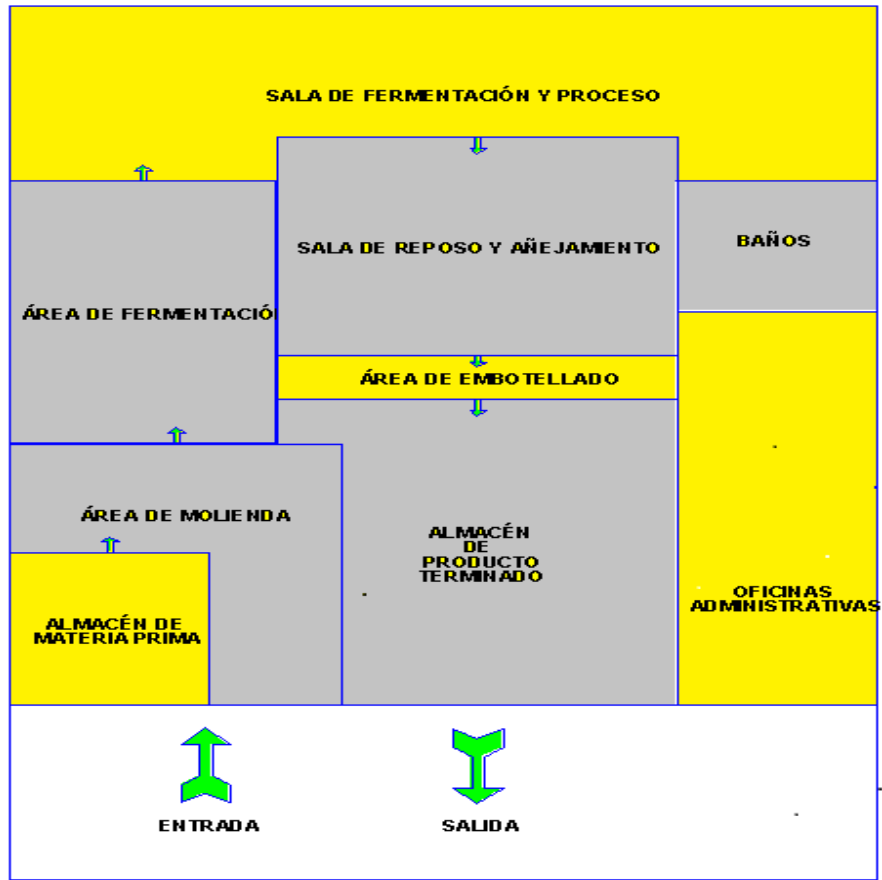 SALA DE FERMENTACIÓN Y PROCESO
SALA DE REPOSO Y AÑEJAMIENTO
BAÑOS
ÁREA DE FERMENTACIÓ
ÁREA DE EMBOTELLADO
ÁREA DE MOLIENDA
ALMACÉN
DE
PRODUCTO
TERMINADO
OFICINAS
ADMINISTRATIVAS
ALMACÉN DE
MATERIA PRIMA
ENTRADA
SALIDA